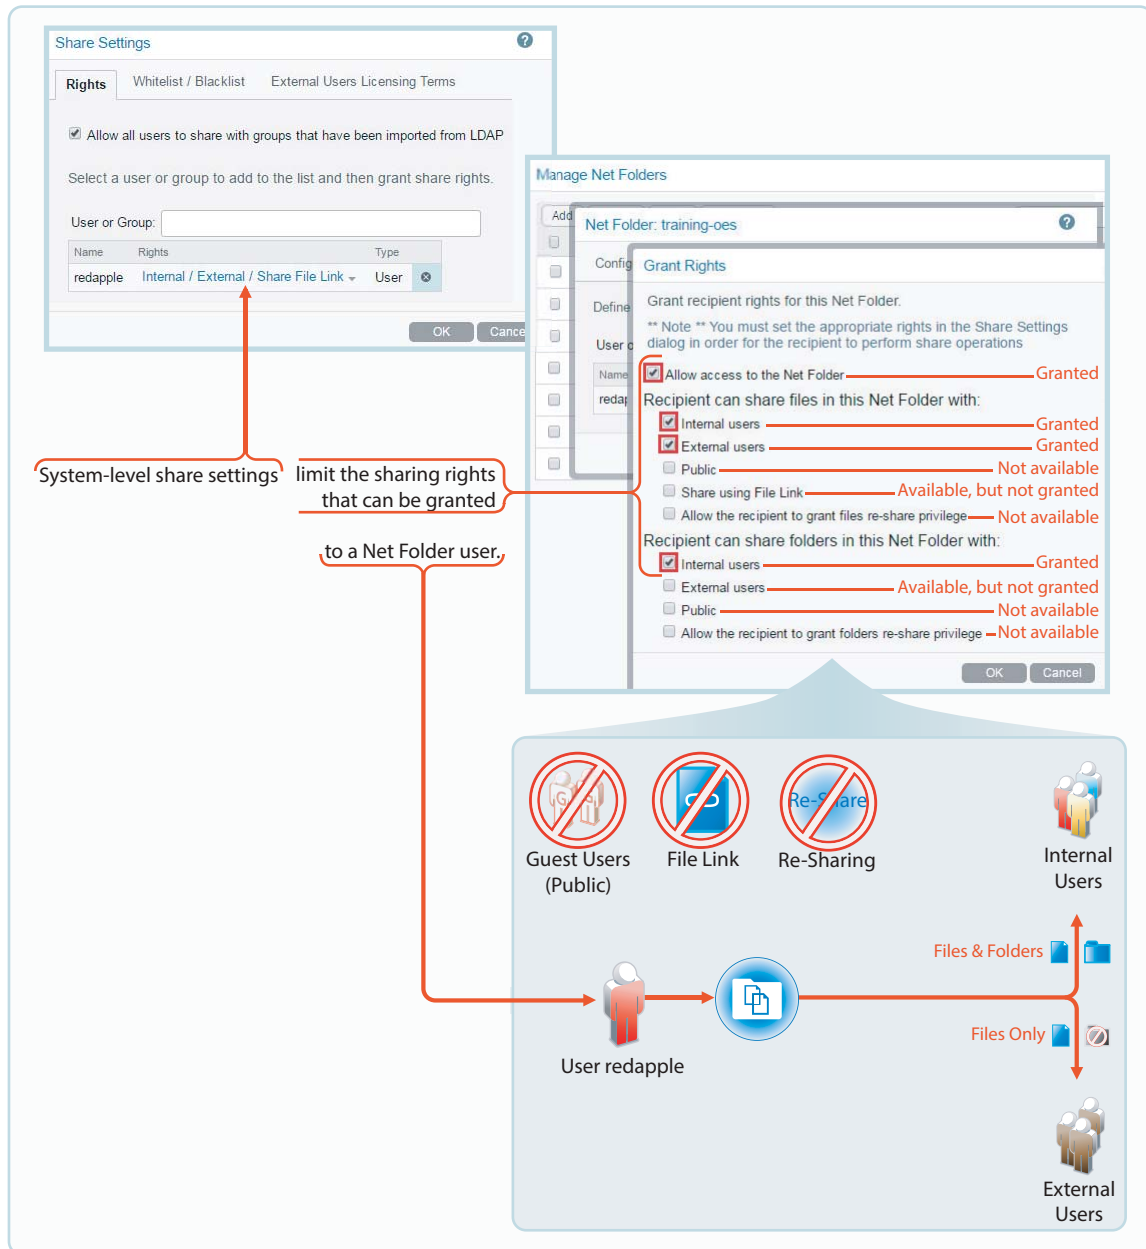 Share Settings
Rights Whitelist / Blacklist External Users Licensing Terms
Allow all users to share with groups that have been imported from LDAP
Select a user or group to add to the list and then grant share rights.
User or Group:
Name Rights Type
redapple Internal / External / Share File Link User
OK Cance
Manage Net Folders
Add
Net Folder: training-oes
Config
Define
User o
Name
redap
Grant Rights
Grant recipient rights for this Net Folder.
** Note ** You must set the appropriate rights in the Share Settings
dialog in order for the recipient to perform share operations
Allow access to the Net Folder Granted
Recipient can share files in this Net Folder with:
Internal users Granted
External users Granted
Public Not available
Share using File Link Available, but not granted
Allow the recipient to grant files re-share privilege Not available
Recipient can share folders in this Net Folder with:
Internal users Granted
External users Available, but not granted
Public Not available
Allow the recipient to grant folders re-share privilege Not available
OK Cancel
System-level share settings limit the sharing rights
that can be granted
to a Net Folder user.
Re-Share
Guest Users
(Public)
File Link
Re-Sharing
Internal
Users
Files & Folders
Files Only
User redapple
External
Users